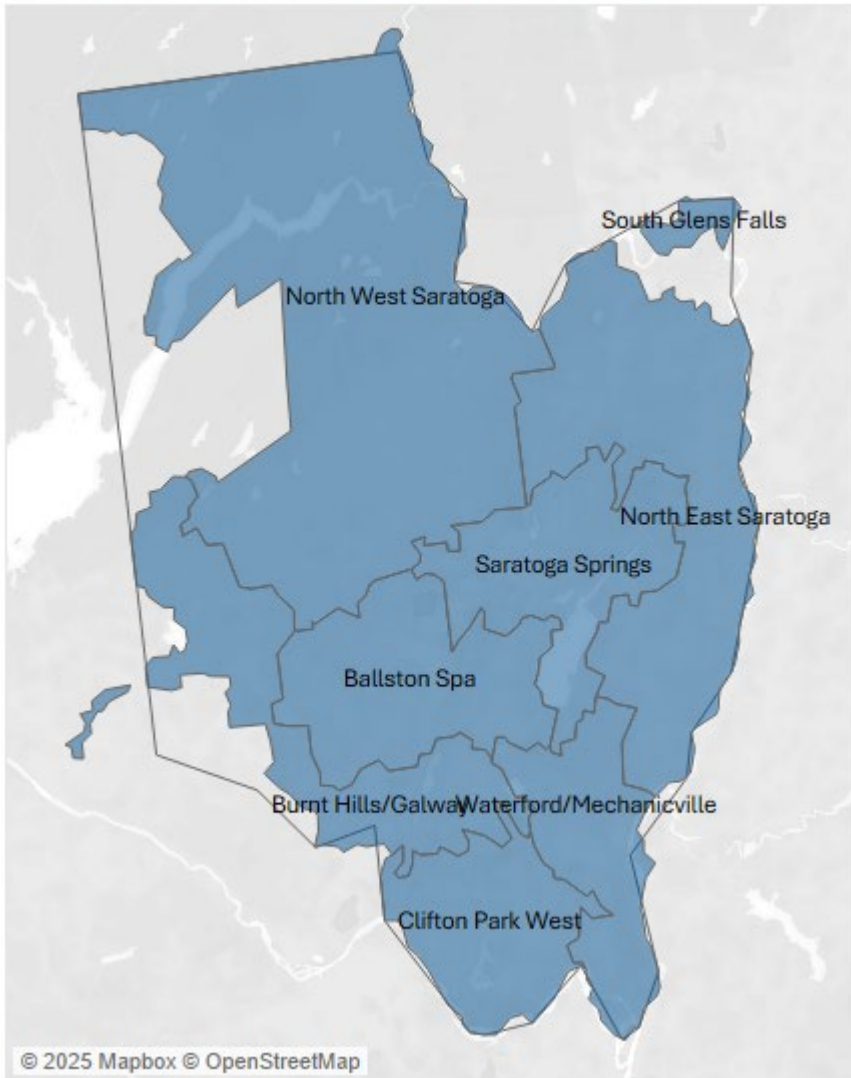 South Glens Falls
North West Saratoga
North East Saratoga
Saratoga Springs
Ballston Spa
Burnt Hills/Galway
Waterford/Mechanicville
Clifton Park West
© 2025 Mapbox © OpenStreetMap